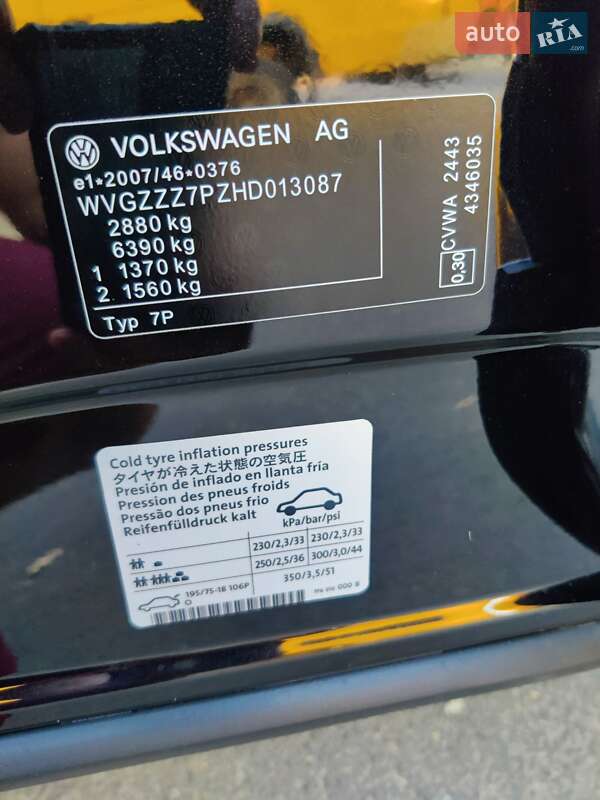 auto RIA.com
VOLKSWAGEN AG
e1*2007/46*0376
WVGZZZ7PZHD013087
2880 kg
6390 kg
1 1370 kg
2 1560 kg
Typ 7P
0,30 CVWA 2443
4346035
Cold tyre inflation pressures
タイヤが冷えた状態の空気圧
Presión de inflado en llanta fría
Pression des pneus froids
Pressão dos pneus frio
Reifenfülldruck kalt
kPa/bar/psi
230/2,3/33 230/2,3/33
250/2,5/36 300/3,0/44
350/3,5/51
195/75-18 106P
O
000 B